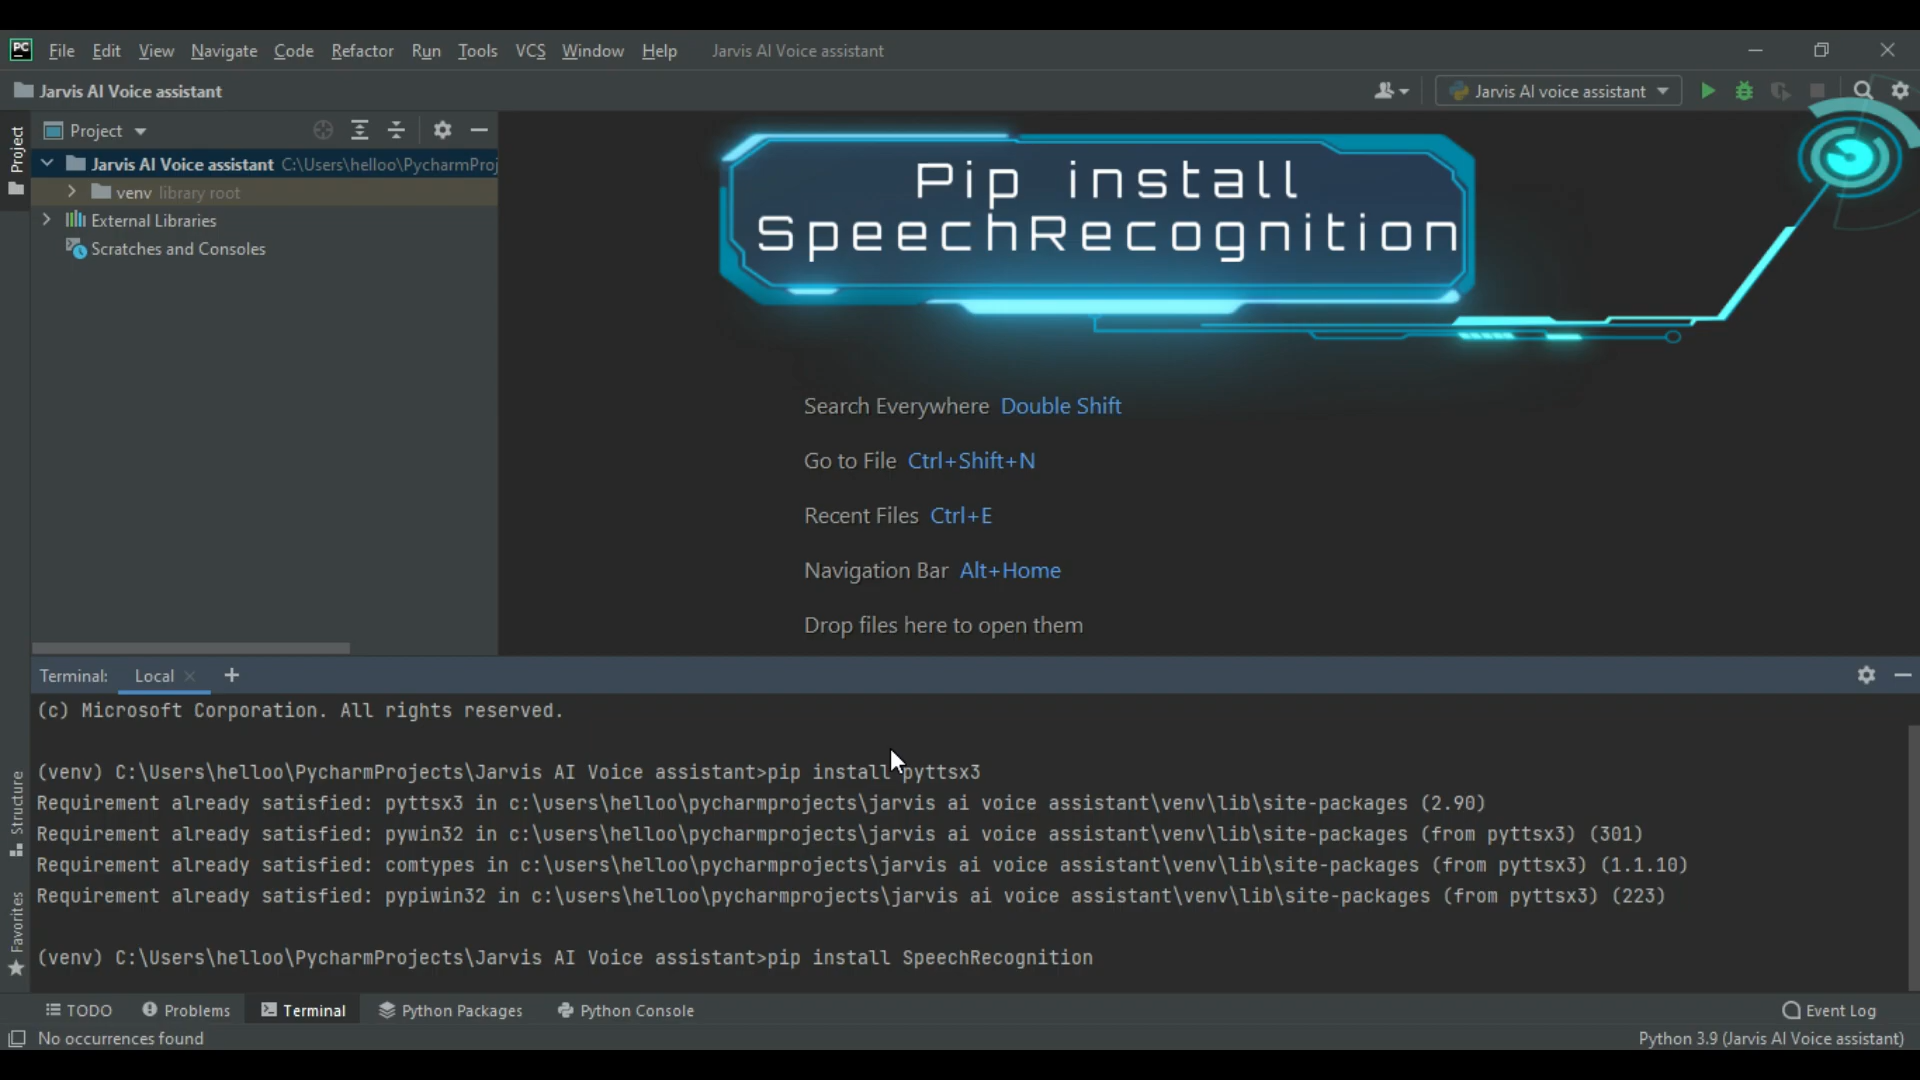 PC File Edit View Navigate Code Refactor Run Tools VCS Window Help Jarvis AI Voice assistant
Jarvis AI Voice assistant
Jarvis AI voice assistant
Project
Project
Jarvis AI Voice assistant C:\Users\helloo\PycharmProj
venv library root
External Libraries
Scratches and Consoles
Pip install
SpeechRecognition
Search Everywhere Double Shift
Go to File Ctrl+Shift+N
Recent Files Ctrl+E
Navigation Bar Alt+Home
Drop files here to open them
Terminal: Local +
(c) Microsoft Corporation. All rights reserved.
(venv) C:\Users\helloo\PycharmProjects\Jarvis AI Voice assistant>pip install pyttsx3
Requirement already satisfied: pyttsx3 in c:\users\helloo\pycharmprojects\jarvis ai voice assistant\venv\lib\site-packages (2.90)
Requirement already satisfied: pywin32 in c:\users\helloo\pycharmprojects\jarvis ai voice assistant\venv\lib\site-packages (from pyttsx3) (301)
Requirement already satisfied: comtypes in c:\users\helloo\pycharmprojects\jarvis ai voice assistant\venv\lib\site-packages (from pyttsx3) (1.1.10)
Requirement already satisfied: pypiwin32 in c:\users\helloo\pycharmprojects\jarvis ai voice assistant\venv\lib\site-packages (from pyttsx3) (223)
(venv) C:\Users\helloo\PycharmProjects\Jarvis AI Voice assistant>pip install SpeechRecognition
Structure
Favorites
TODO Problems Terminal Python Packages Python Console Event Log
No occurrences found Python 3.9 (Jarvis AI Voice assistant)